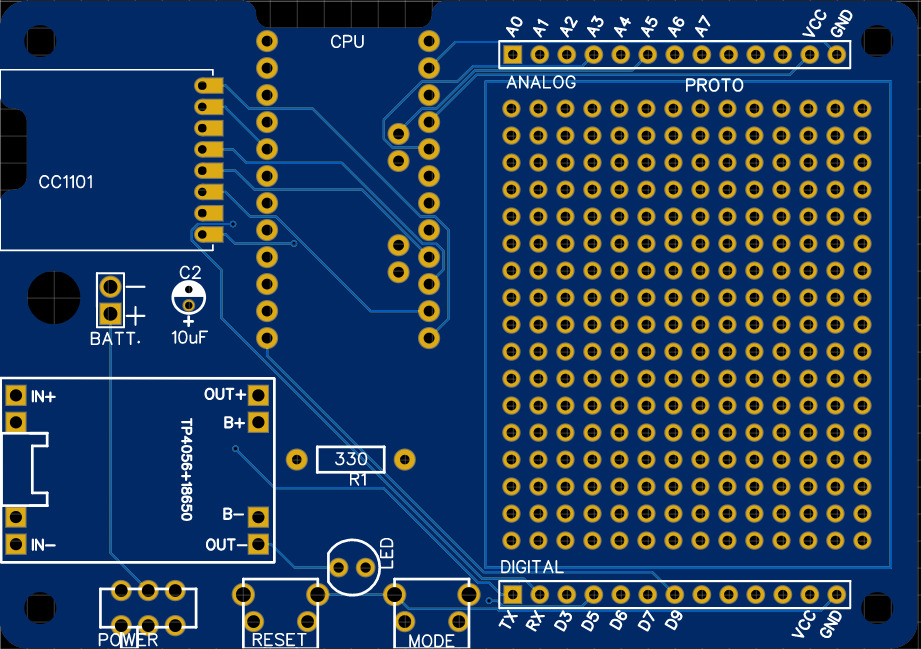 CPU
A0 A1 A2 A3 A4 A5 A6 A7 VCC GND
ANALOG PROTO
CC1101
C2
10uF
BATT.
− +
+
IN+ OUT+
B+
TP4056+18650
B−
IN− OUT−
330
R1
LED
POWER
RESET
MODE
DIGITAL
TX RX D3 D5 D6 D7 D9 VCC GND